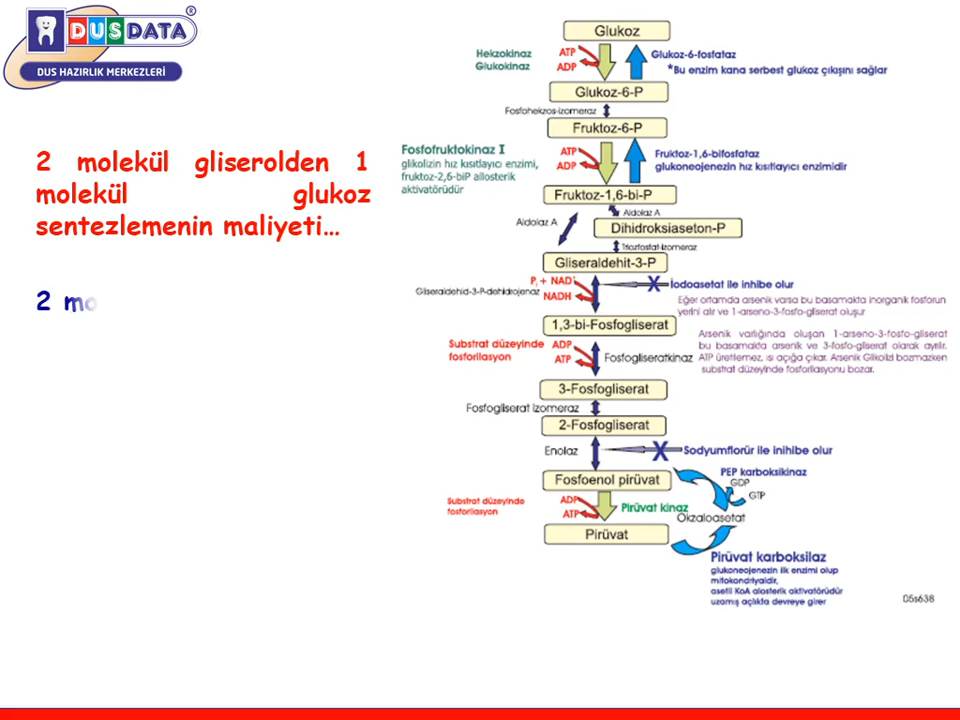 DUSDATA®
DUS HAZIRLIK MERKEZLERİ
2 molekül gliserolden 1
molekül glukoz
sentezlemenin maliyeti...
2 mo
Glukoz
Hekzokinaz
Glukokinaz
ATP
ADP
Glukoz-6-fosfataz
*Bu enzim kana serbest glukoz çıkışını sağlar
Glukoz-6-P
Fosfohekzos-izomeraz
Fruktoz-6-P
Fosfofruktokinaz I
glikolizin hız kısıtlayıcı enzimi,
fruktoz-2,6-biP allosterik
aktivatörüdür
ATP
ADP
Fruktoz-1,6-bifosfataz
glukoneojenezin hız kısıtlayıcı enzimidir
Fruktoz-1,6-bi-P
Aldolaz A
Aldolaz A
Dihidroksiaseton-P
Triozfosfat-izomeraz
Gliseraldehit-3-P
Gliseraldehid-3-P-dehidrojenaz
Pi + NAD+
NADH
X
İodoasetat ile inhibe olur
Eğer ortamda arsenik varsa bu basamakta inorganik fosforun
yerini alır ve 1-arseno-3-fosfo-gliserat oluşur
1,3-bi-Fosfogliserat
Substrat düzeyinde
fosforilasyon
ADP
ATP
Fosfogliseratkinaz
Arsenik varlığında oluşan 1-arseno-3-fosfo-gliserat
bu basamakta arsenik ve 3-fosfo-gliserat olarak ayrılır.
ATP üretilemez, ısı açığa çıkar. Arsenik Glikolizi bozmazken
substrat düzeyinde fosforilasyonu bozar.
3-Fosfogliserat
Fosfogliserat izomeraz
2-Fosfogliserat
Enolaz
X
Sodyumflorür ile inihibe olur
Fosfoenol pirüvat
PEP karboksikinaz
GDP
GTP
Substrat düzeyinde
fosforilasyon
ADP
ATP
Pirüvat kinaz
Okzaloasetat
Pirüvat
Pirüvat karboksilaz
glukoneojenezin ilk enzimi olup
mitokondriyaldir,
asetil KoA alosterik aktivatörüdür
uzamış açlıkta devreye girer
05s638